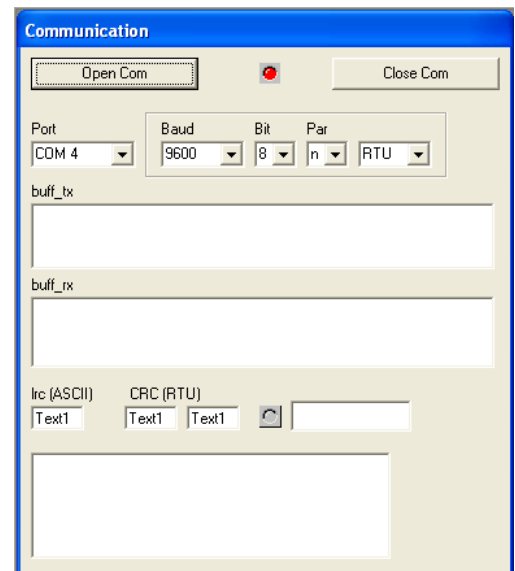 Communication
Open Com
Close Com
Port
Baud
Bit
Par
COM 4
9600
8
n
RTU
buff_tx
buff_rx
lrc (ASCII)
CRC (RTU)
Text1
Text1
Text1